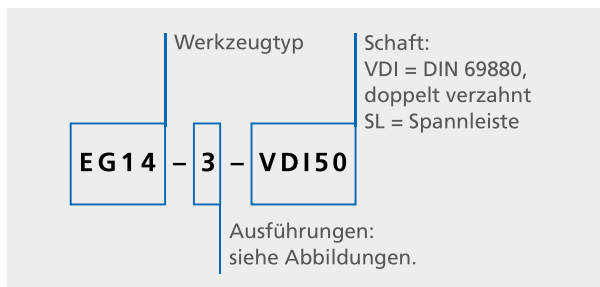 Werkzeugtyp
Schaft:
VDI = DIN 69880,
doppelt verzahnt
SL = Spannleiste
EG14 – 3 – VDI50
Ausführungen:
siehe Abbildungen.